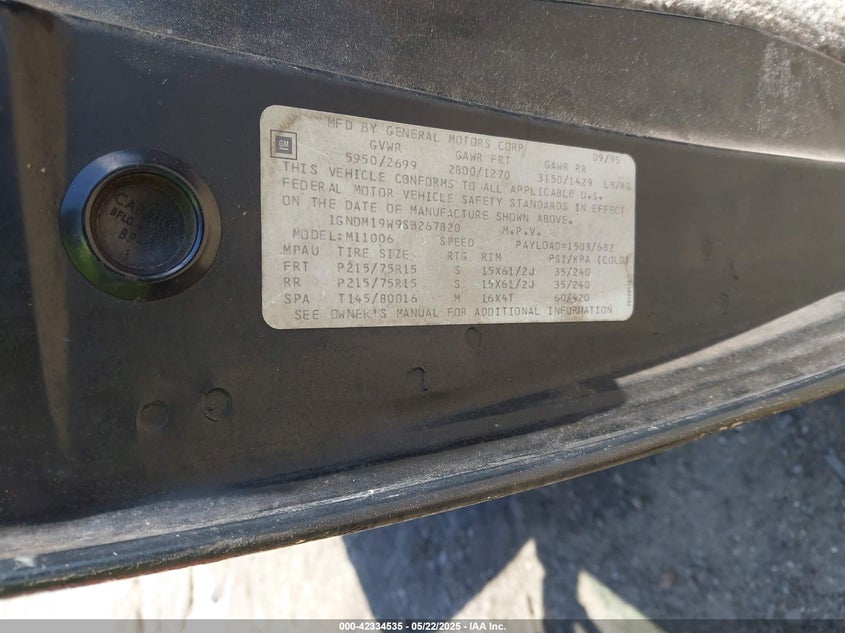 MFD BY GENERAL MOTORS CORP
GM
GVWR GAWR FRT GAWR RR 09/95
5950/2699 2800/1270 3150/1429 LB/KG
THIS VEHICLE CONFORMS TO ALL APPLICABLE U.S.
FEDERAL MOTOR VEHICLE SAFETY STANDARDS IN EFFECT
ON THE DATE OF MANUFACTURE SHOWN ABOVE.
1GNDM19W9SB267820 M.P.V.
MODEL:M11006 SPEED PAYLOAD=1503/682
MPAU TIRE SIZE RTG RIM PSI/KPA (COLD)
FRT P215/75R15 S 15X61/2J 35/240
RR P215/75R15 S 15X61/2J 35/240
SPA T145/80D16 M 16X4T 60/420
SEE OWNER'S MANUAL FOR ADDITIONAL INFORMATION
000-42334535 - 05/22/2025 - IAA Inc.